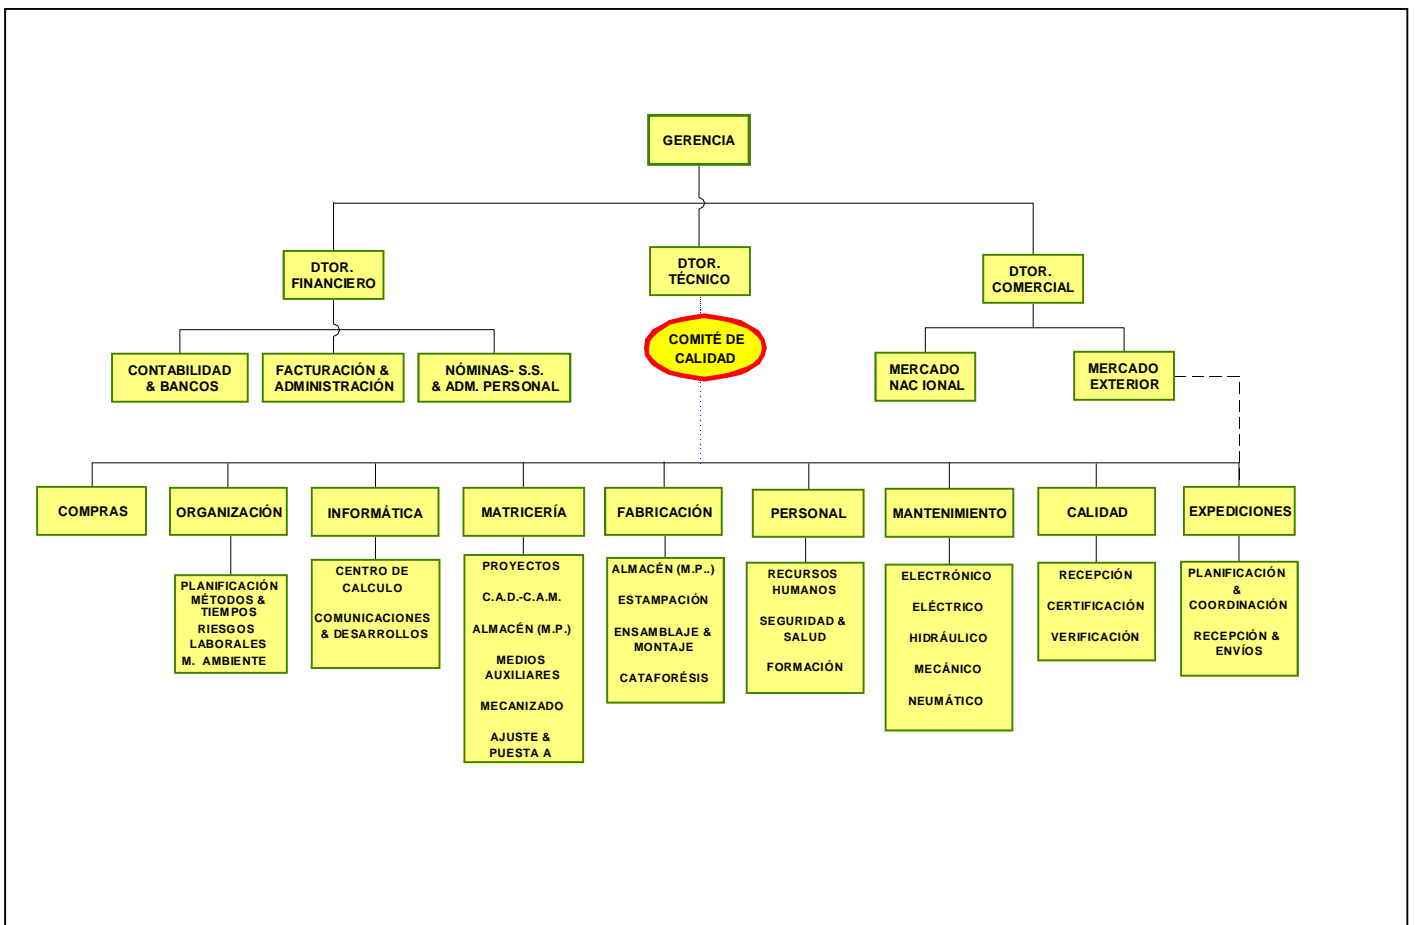 GERENCIA
DTOR.
FINANCIERO
DTOR.
TÉCNICO
DTOR.
COMERCIAL
COMITÉ DE
CALIDAD
CONTABILIDAD
& BANCOS
FACTURACIÓN &
ADMINISTRACIÓN
NÓMINAS- S.S.
& ADM. PERSONAL
MERCADO
NAC IONAL
MERCADO
EXTERIOR
COMPRAS
ORGANIZACIÓN
INFORMÁTICA
MATRICERÍA
FABRICACIÓN
PERSONAL
MANTENIMIENTO
CALIDAD
EXPEDICIONES
PLANIFICACIÓN
MÉTODOS &
TIEMPOS
RIESGOS
LABORALES
M. AMBIENTE
CENTRO DE
CALCULO
COMUNICACIONES
& DESARROLLOS
PROYECTOS
C.A.D.-C.A.M.
ALMACÉN (M.P.)
MEDIOS
AUXILIARES
MECANIZADO
AJUSTE &
PUESTA A
ALMACÉN (M.P..)
ESTAMPACIÓN
ENSAMBLAJE &
MONTAJE
CATAFORÉSIS
RECURSOS
HUMANOS
SEGURIDAD &
SALUD
FORMACIÓN
ELECTRÓNICO
ELÉCTRICO
HIDRÁULICO
MECÁNICO
NEUMÁTICO
RECEPCIÓN
CERTIFICACIÓN
VERIFICACIÓN
PLANIFICACIÓN
&
COORDINACIÓN
RECEPCIÓN &
ENVÍOS